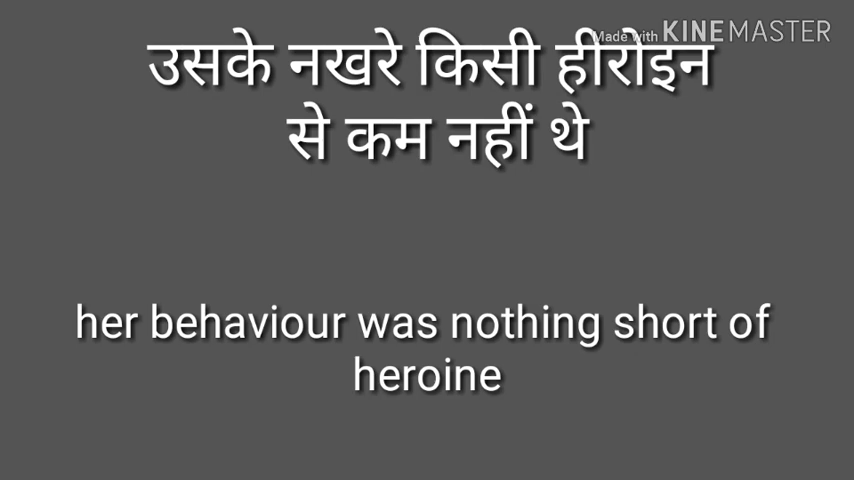 Made with KINEMASTER
उसके नखरे किसी हीरोइन
से कम नहीं थे
her behaviour was nothing short of
heroine